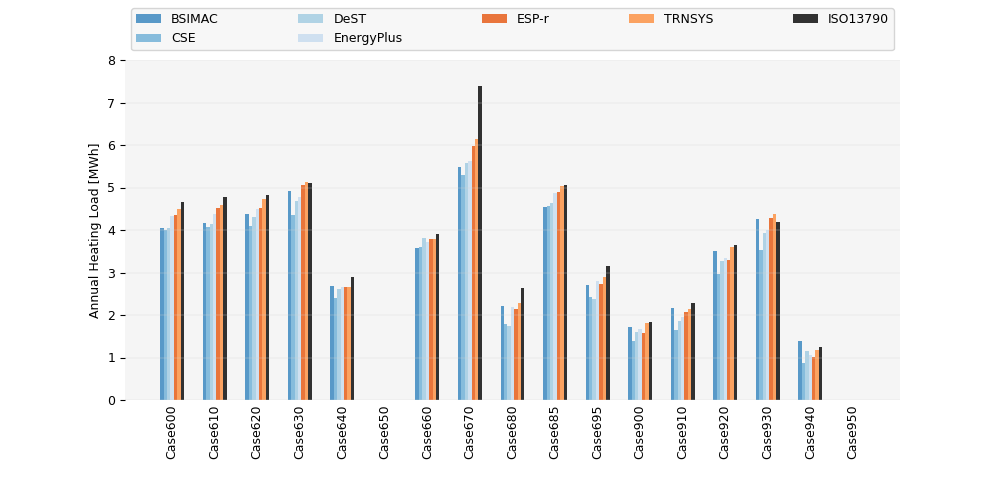 BSIMAC DeST ESP-r TRNSYS ISO13790
CSE EnergyPlus
8
7
6
5
4
3
2
1
0
Annual Heating Load [MWh]
Case600 Case610 Case620 Case630 Case640 Case650 Case660 Case670 Case680 Case685 Case695 Case900 Case910 Case920 Case930 Case940 Case950